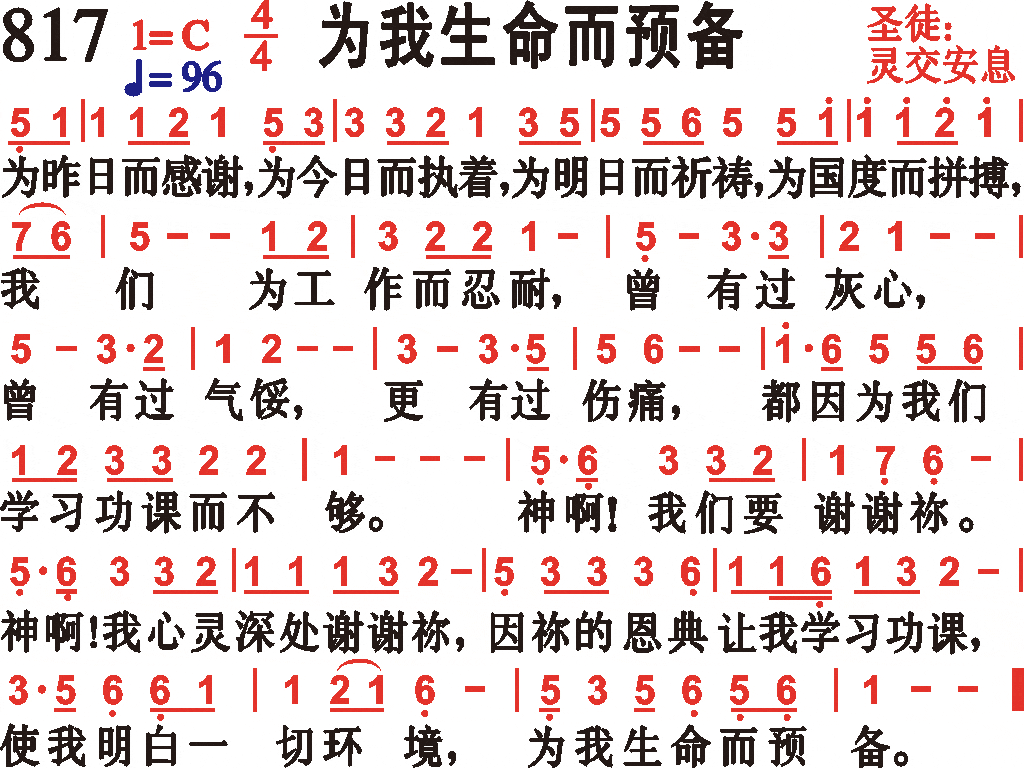 817 1=C 4/4 为我生命而预备 圣徒:
♩=96 灵交安息
5̣ 1 | 1 1 2 1 5̣ 3 | 3 3 2 1 3 5 | 5 5 6 5 5 1̇ | 1̇ 1̇ 2̇ 1̇ |
为昨日而感谢,为今日而执着,为明日而祈祷,为国度而拼搏,
7 6 | 5 - - 1 2 | 3 2 2 1 - | 5̣ - 3·3 | 2 1 - - |
我们为工作而忍耐,曾有过灰心,
5 - 3·2 | 1 2 - - | 3 - 3·5 | 5 6 - - | 1̇·6 5 5 6 |
曾有过气馁,更有过伤痛,都因为我们
1 2 3 3 2 2 | 1 - - - | 5̣·6̣ 3 3 2 | 1 7̣ 6̣ - |
学习功课而不够。神啊!我们要谢谢祢。
5̣·6̣ 3 3 2 | 1 1 1 3 2 - | 5̣ 3 3 3 6̣ | 1 1 6̣ 1 3 2 - |
神啊!我心灵深处谢谢祢,因祢的恩典让我学习功课,
3·5̣ 6̣ 6̣ 1 | 1 2 1 6̣ - | 5̣ 3 5̣ 6̣ 5̣ 6̣ | 1 - -
使我明白一切环境,为我生命而预备。